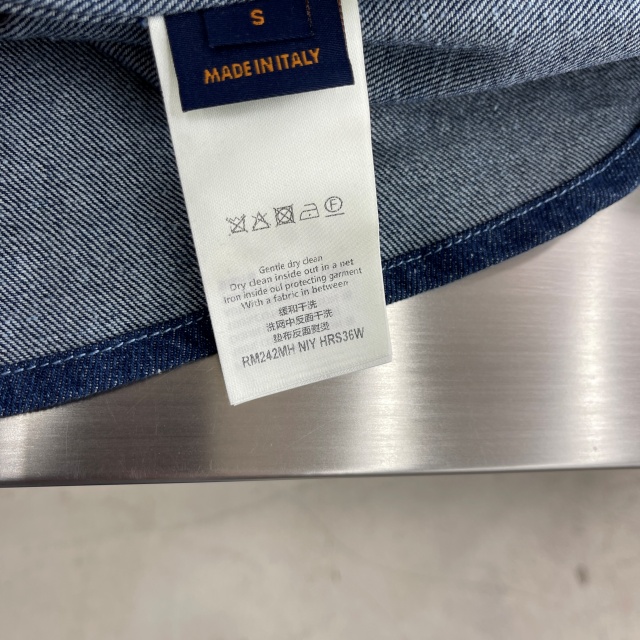 S
MADE IN ITALY
Gentle dry clean
Dry clean inside out in a net
Iron inside out protecting garment
With a fabric in between
缓和干洗
洗网中反面干洗
垫布反面熨烫
RM242MH NIY HRS36W